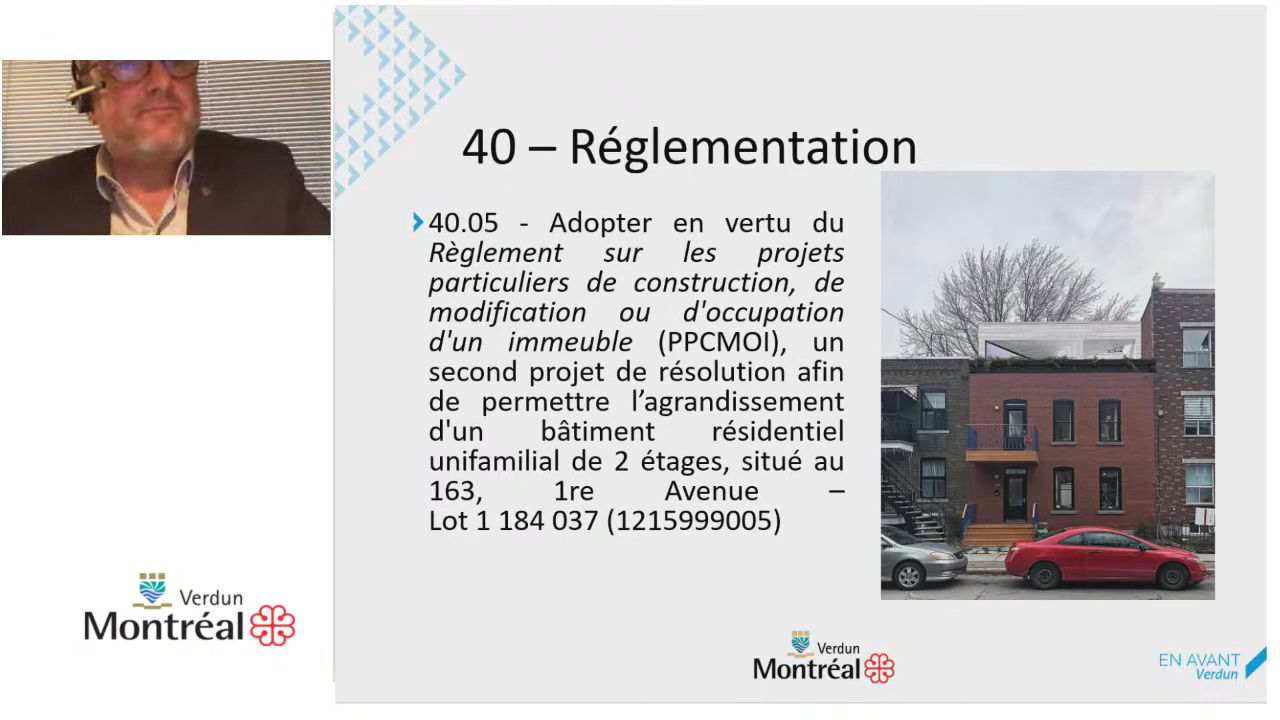 40 – Réglementation
40.05 - Adopter en vertu du
Règlement sur les projets
particuliers de construction, de
modification ou d'occupation
d'un immeuble (PPCMOI), un
second projet de résolution afin
de permettre l’agrandissement
d'un bâtiment résidentiel
unifamilial de 2 étages, situé au
163, 1re Avenue –
Lot 1 184 037 (1215999005)
Verdun
Montréal
Verdun
Montréal
EN AVANT
Verdun